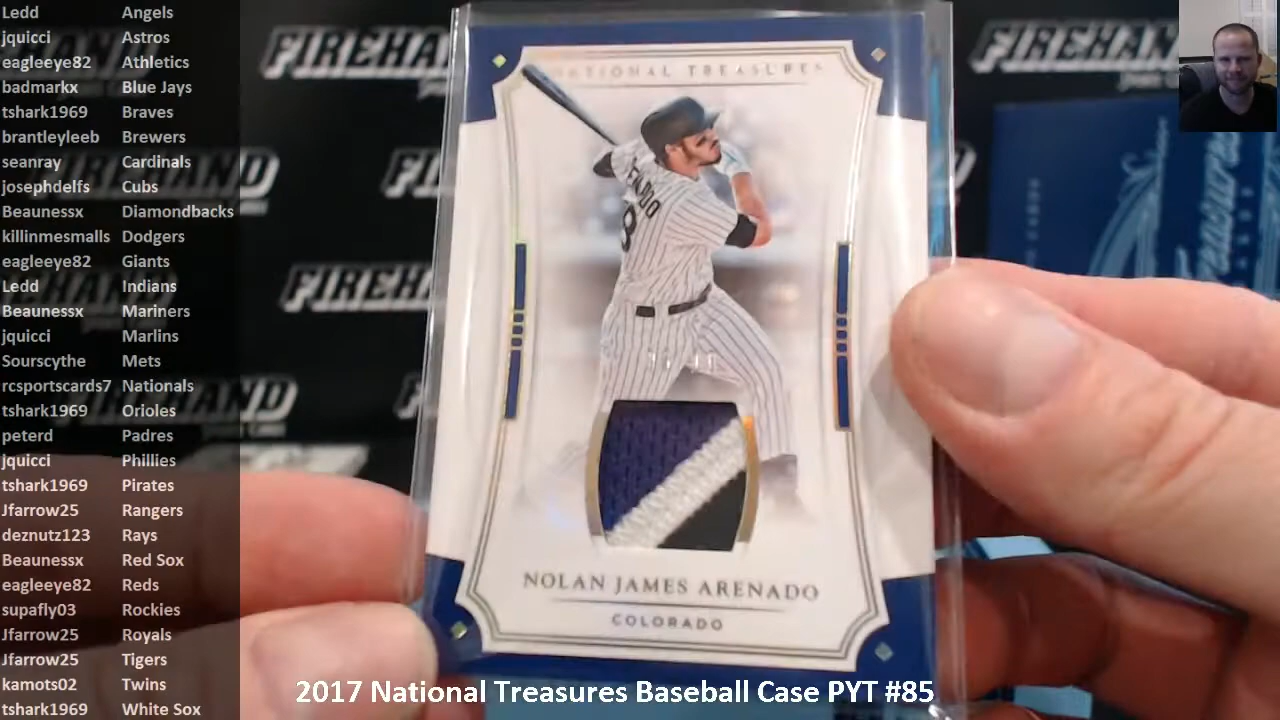 Ledd Angels
jquicci Astros
eagleeye82 Athletics
badmarkx Blue Jays
tshark1969 Braves
brantleyleeb Brewers
seanray Cardinals
josephdelfs Cubs
Beaunessx Diamondbacks
killinmesmalls Dodgers
eagleeye82 Giants
Ledd Indians
Beaunessx Mariners
jquicci Marlins
Sourscythe Mets
rcsportscards7 Nationals
tshark1969 Orioles
peterd Padres
jquicci Phillies
tshark1969 Pirates
Jfarrow25 Rangers
deznutz123 Rays
Beaunessx Red Sox
eagleeye82 Reds
supafly03 Rockies
Jfarrow25 Royals
Jfarrow25 Tigers
kamots02 Twins
tshark1969 White Sox
FIREHAND
NATIONAL TREASURES
8
NOLAN JAMES ARENADO
COLORADO
Treasures
2017 National Treasures Baseball Case PYT #85